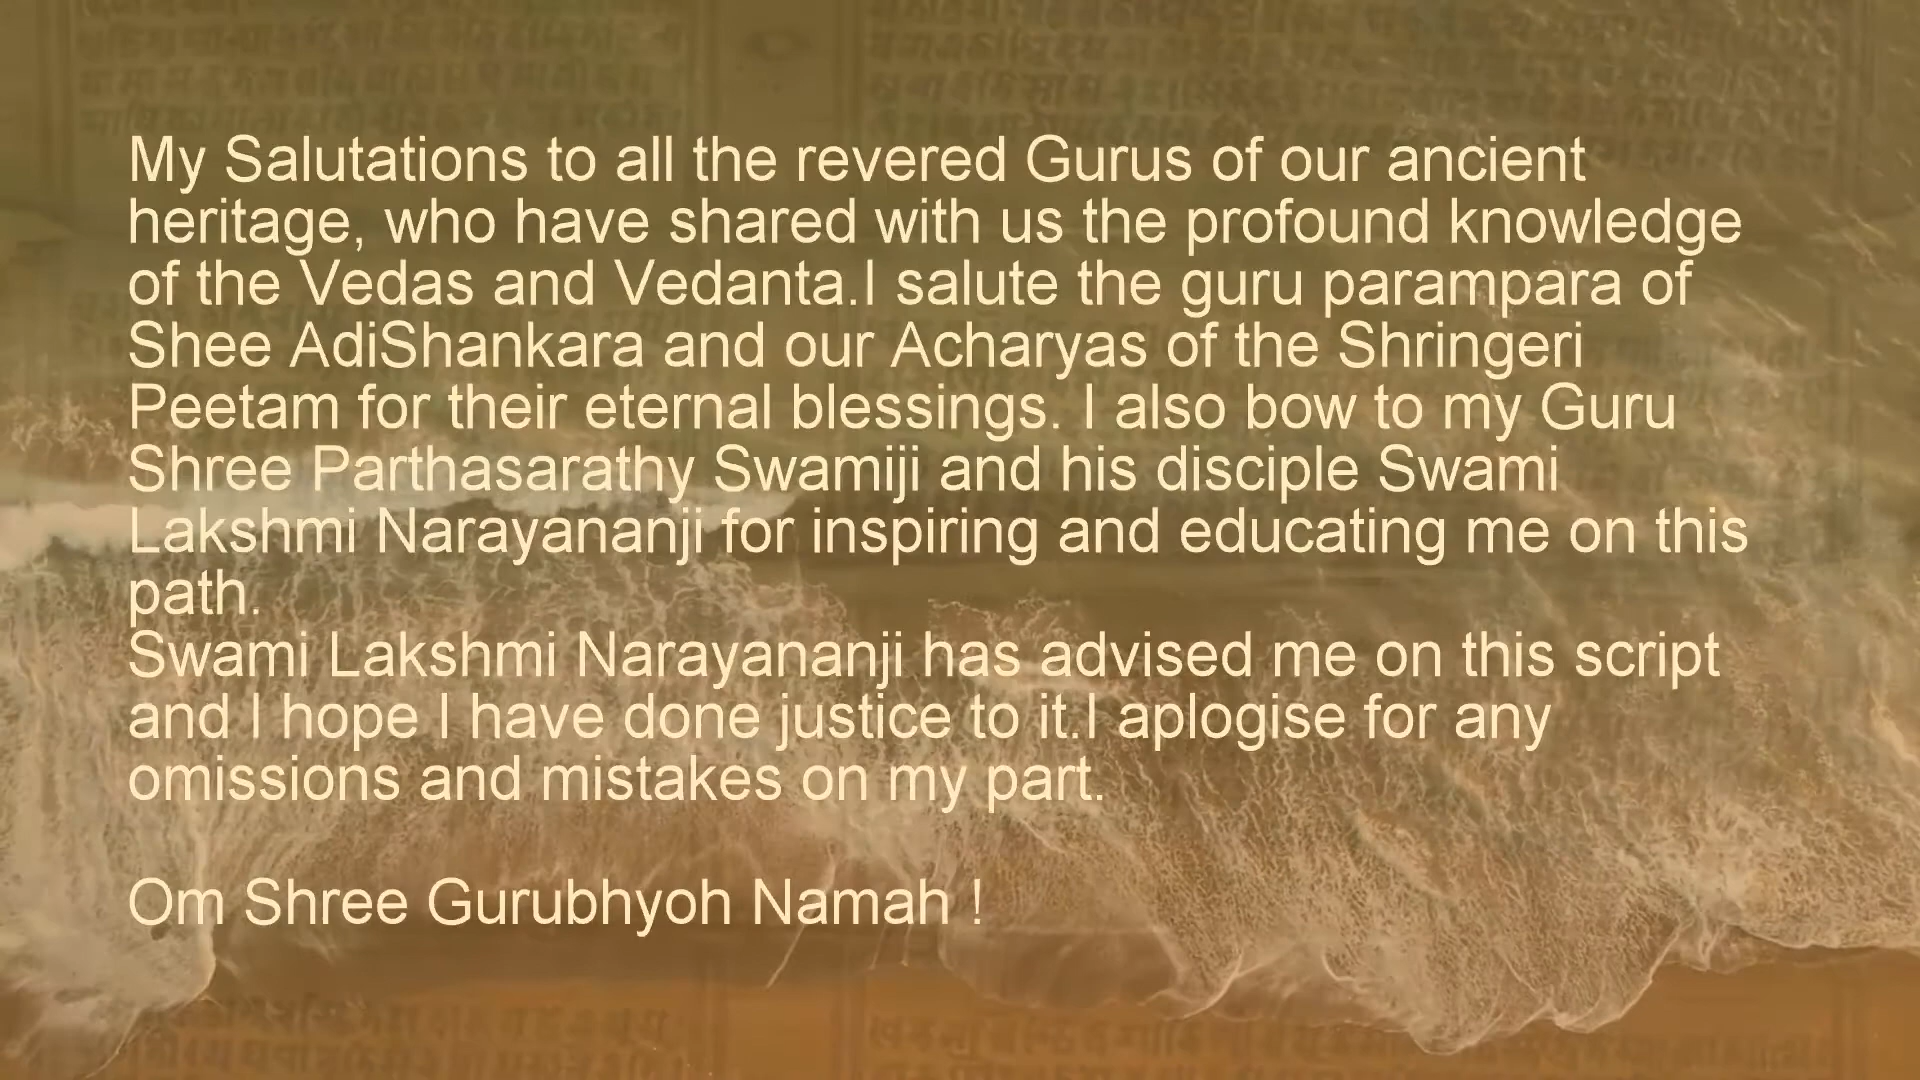 My Salutations to all the revered Gurus of our ancient
heritage, who have shared with us the profound knowledge
of the Vedas and Vedanta.I salute the guru parampara of
Shee AdiShankara and our Acharyas of the Shringeri
Peetam for their eternal blessings. I also bow to my Guru
Shree Parthasarathy Swamiji and his disciple Swami
Lakshmi Narayananji for inspiring and educating me on this
path.
Swami Lakshmi Narayananji has advised me on this script
and I hope I have done justice to it.I aplogise for any
omissions and mistakes on my part.
Om Shree Gurubhyoh Namah !